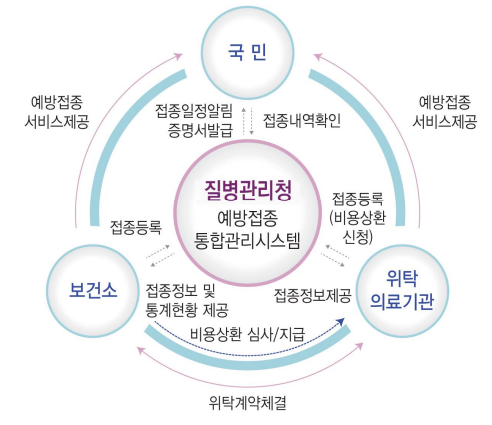 국 민
예방접종
서비스제공
접종일정알림
증명서발급
접종내역확인
예방접종
서비스제공
질병관리청
예방접종
통합관리시스템
접종등록
접종등록
(비용상환
신청)
보건소
위탁
의료기관
접종정보 및
통계현황 제공
접종정보제공
비용상환 심사/지급
위탁계약체결